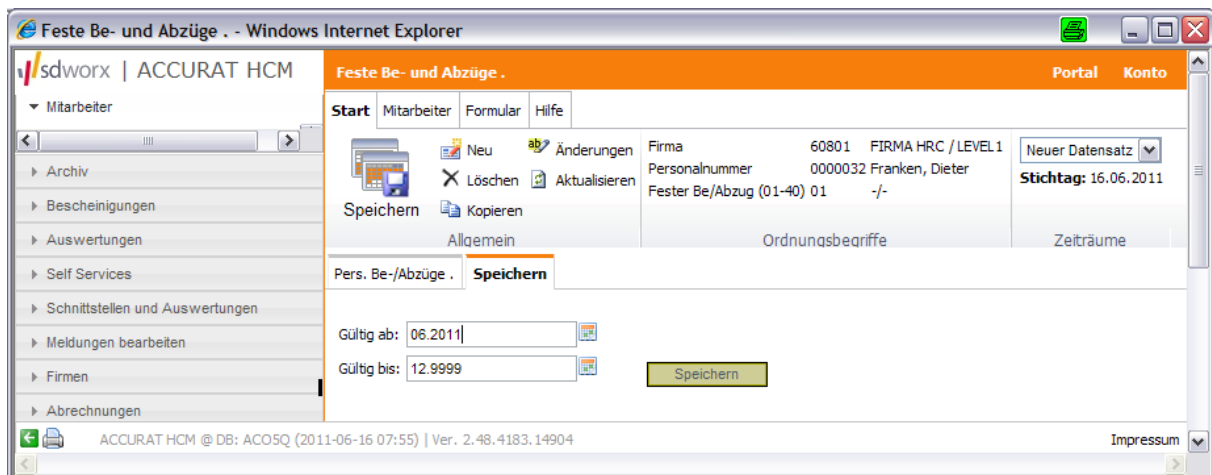 Feste Be- und Abzüge . - Windows Internet Explorer
sdworx | ACCURAT HCM
Feste Be- und Abzüge .
Portal Konto
Mitarbeiter
Start Mitarbeiter Formular Hilfe
Archiv
Bescheinigungen
Auswertungen
Self Services
Schnittstellen und Auswertungen
Meldungen bearbeiten
Firmen
Abrechnungen
Speichern
Neu
Löschen
Kopieren
Änderungen
Aktualisieren
Allgemein
Firma 60801 FIRMA HRC / LEVEL1
Personalnummer 0000032 Franken, Dieter
Fester Be/Abzug (01-40) 01 -/-
Ordnungsbegriffe
Neuer Datensatz
Stichtag: 16.06.2011
Zeiträume
Pers. Be-/Abzüge . Speichern
Gültig ab: 06.2011
Gültig bis: 12.9999
Speichern
ACCURAT HCM @ DB: ACO5Q (2011-06-16 07:55) | Ver. 2.48.4183.14904
Impressum